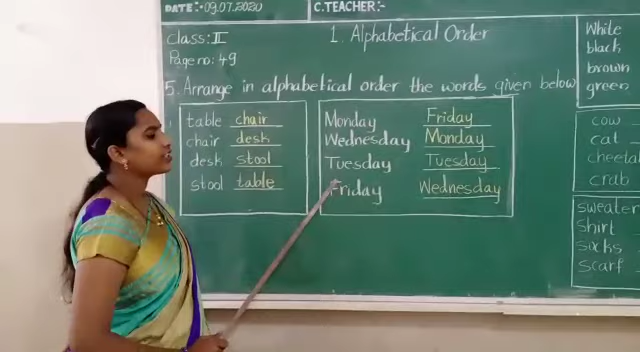 DATE:-09.07.2020
C.TEACHER:-
class: II
1. Alphabetical Order
Page no: 49
5. Arrange in alphabetical order the words given below
table chair
chair desk
desk stool
stool table
Monday Friday
Wednesday Monday
Tuesday Tuesday
Friday Wednesday
White
black
brown
green
cow
cat
cheetah
crab
sweater
shirt
socks
scarf